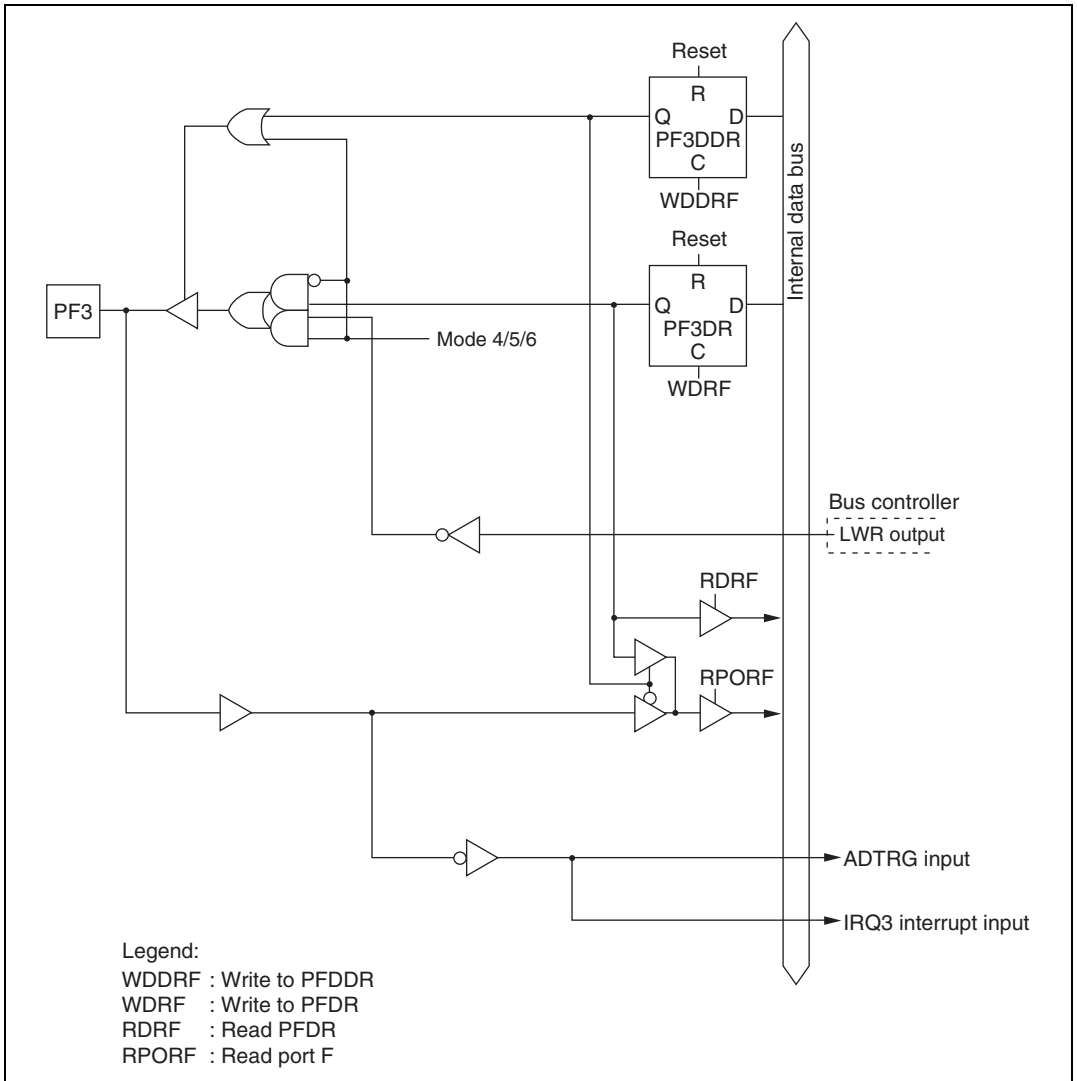 Reset
R
Q D
PF3DDR
C
WDDRF
Internal data bus
Reset
R
Q D
PF3DR
C
WDRF
PF3
Mode 4/5/6
Bus controller
LWR output
RDRF
RPORF
ADTRG input
IRQ3 interrupt input
Legend:
WDDRF : Write to PFDDR
WDRF : Write to PFDR
RDRF : Read PFDR
RPORF : Read port F